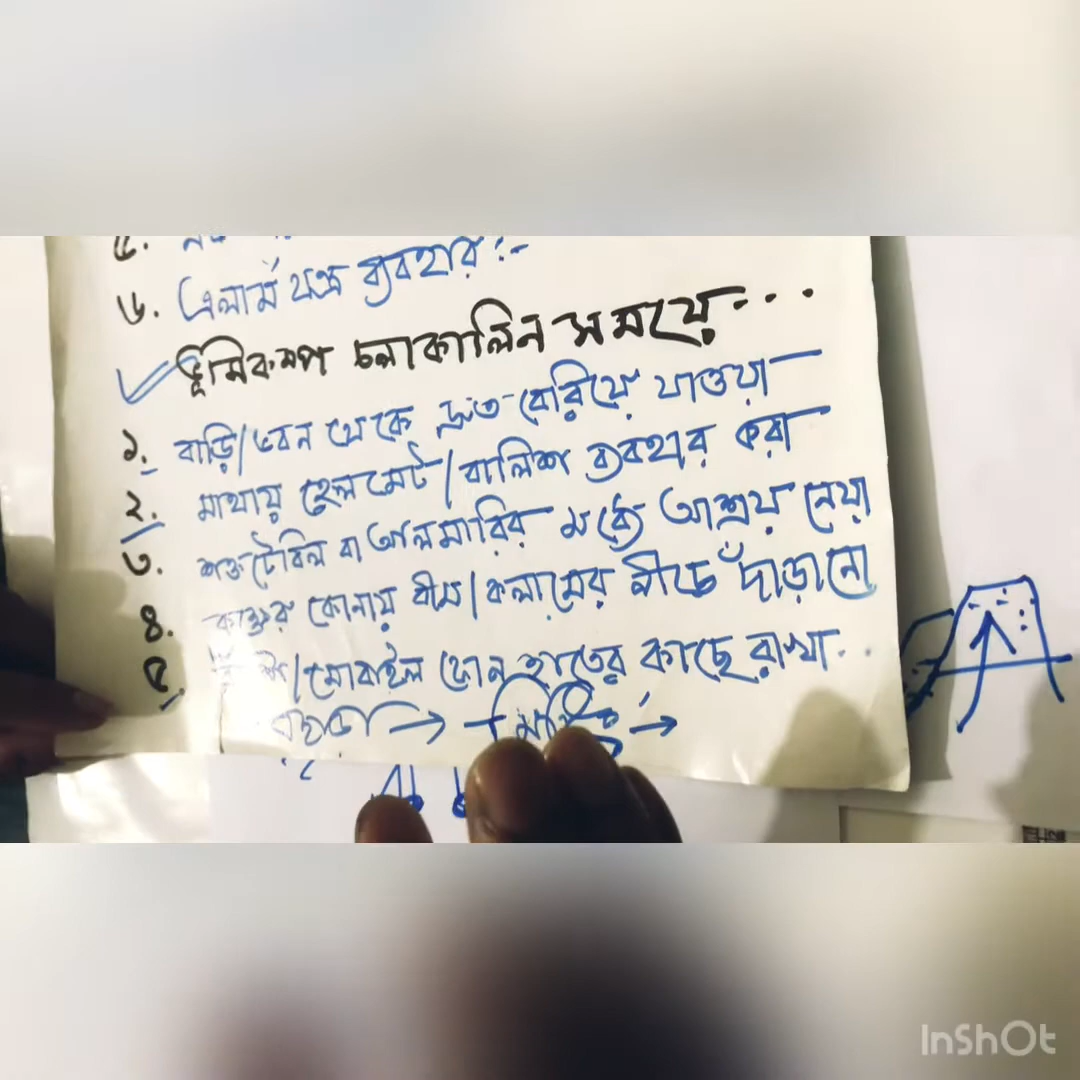 ৫.
৬. এলার্ম যন্ত্র ব্যবহার :-
ভূমিকম্প চলাকালিন সময়ে...
১. বাড়ি/ভবন থেকে দ্রুত বেরিয়ে যাওয়া
২. মাথায় হেলমেট/বালিশ ব্যবহার করা
৩. শক্ত টেবিল বা আলমারির মধ্যে আশ্রয় নেয়া
৪. কক্ষের কোনায় বীম/কলামের নীচে দাঁড়ানো
৫. /মোবাইল ফোন হাতের কাছে রাখা..
InShOt